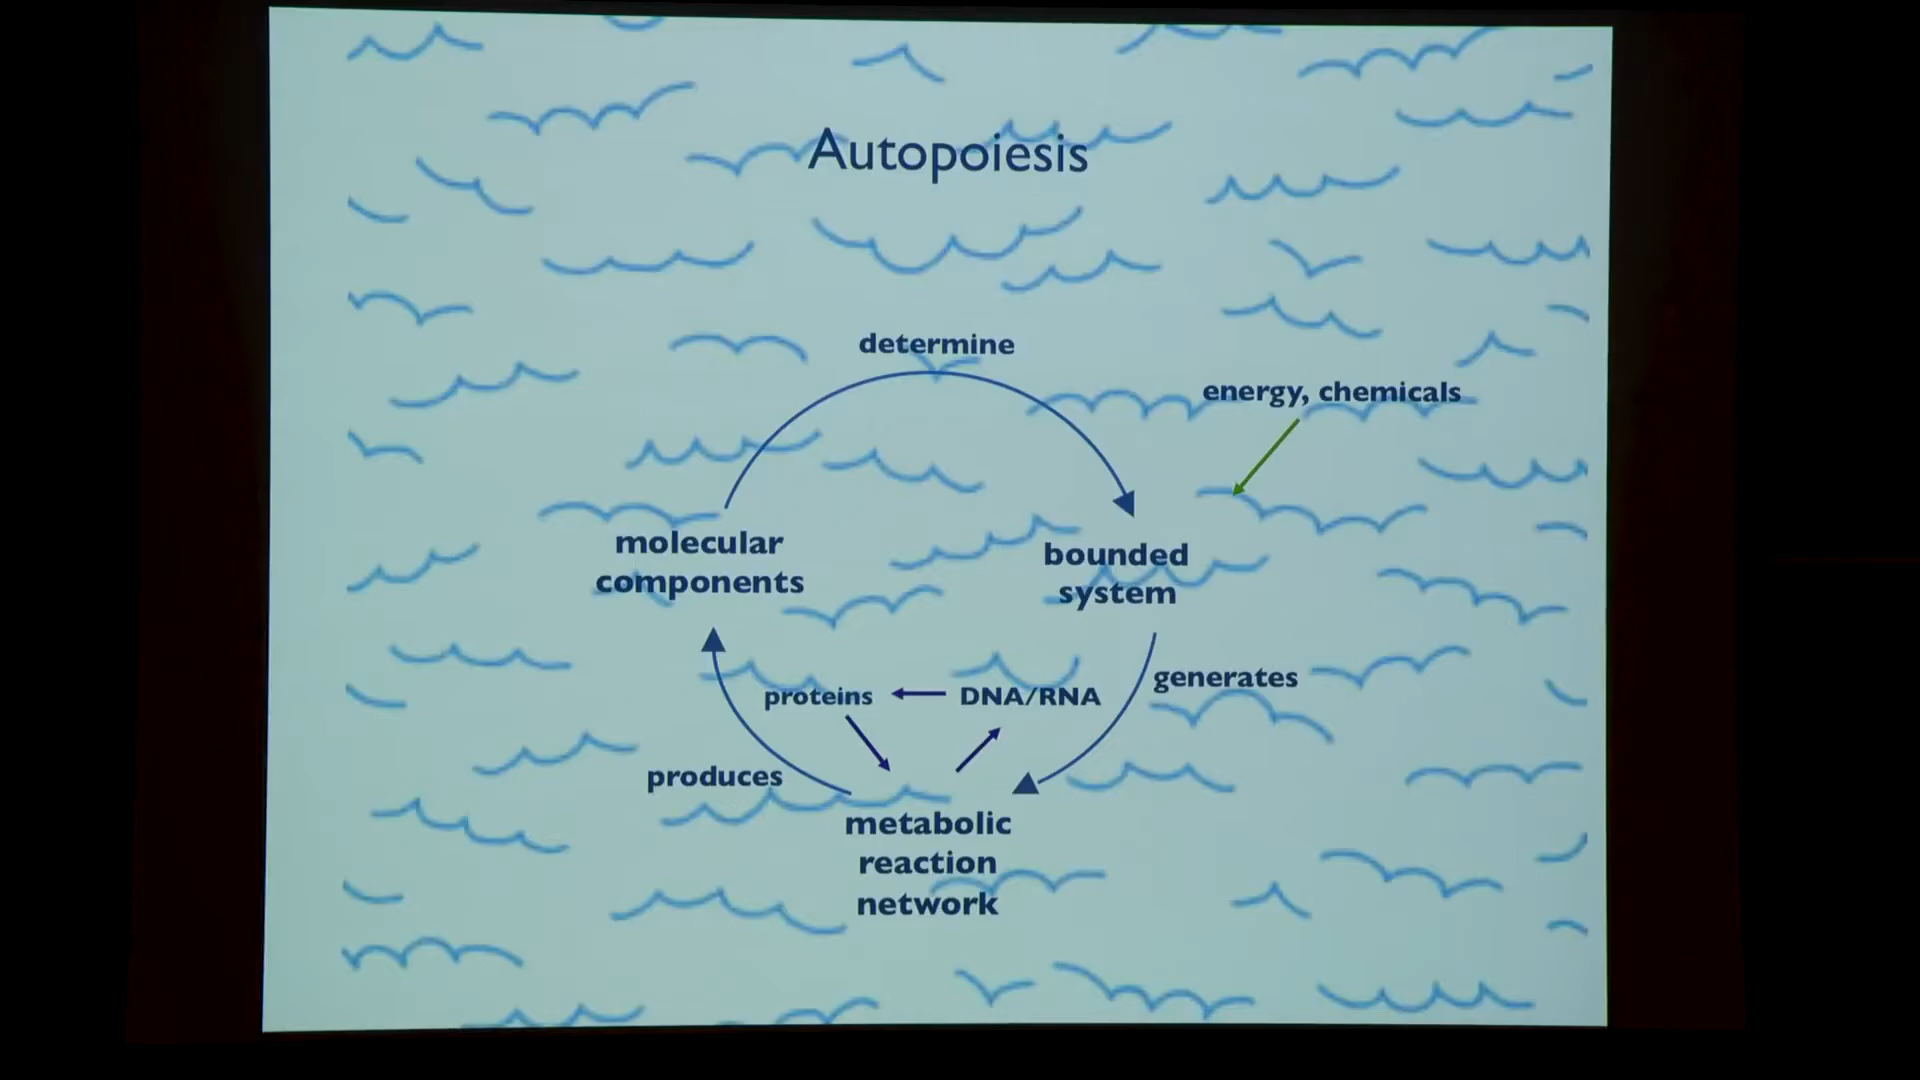 Autopoiesis
determine
energy, chemicals
molecular
components
bounded
system
generates
proteins
DNA/RNA
produces
metabolic
reaction
network